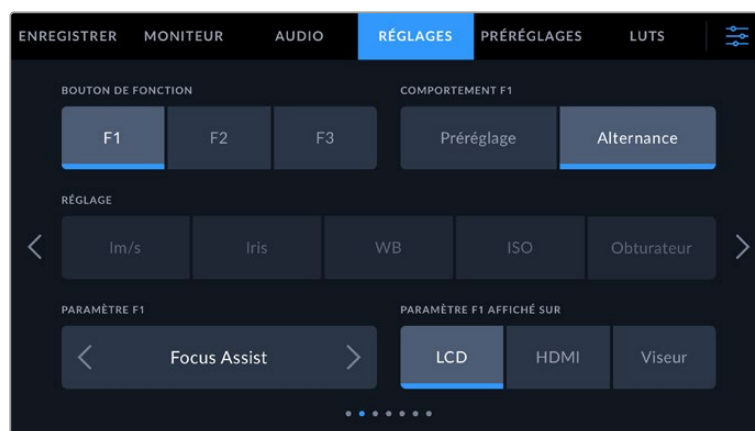 ENREGISTRER MONITEUR AUDIO RÉGLAGES PRÉRÉGLAGES LUTS
BOUTON DE FONCTION COMPORTEMENT F1
F1 F2 F3 Préréglage Alternance
RÉGLAGE
Im/s Iris WB ISO Obturateur
PARAMÈTRE F1 PARAMÈTRE F1 AFFICHÉ SUR
Focus Assist LCD HDMI Viseur